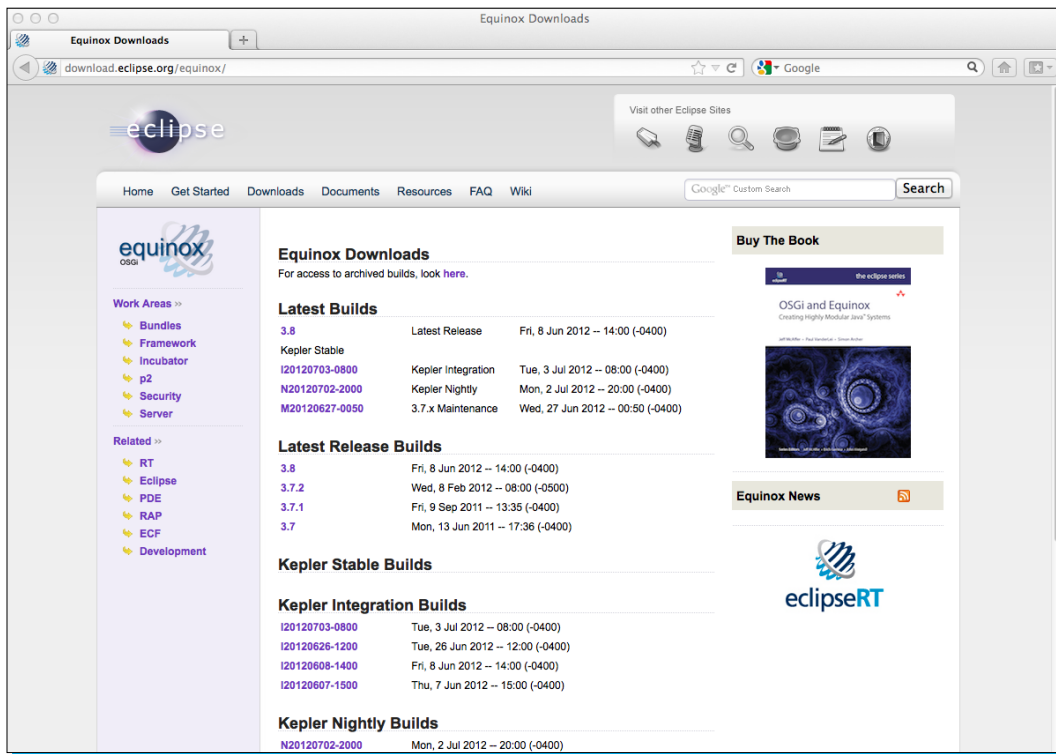 Equinox Downloads
Equinox Downloads
download.eclipse.org/equinox/
Google
eclipse
Visit other Eclipse Sites
Home Get Started Downloads Documents Resources FAQ Wiki
Google™ Custom Search
Search
equinox
OSGi
Work Areas »
Bundles
Framework
Incubator
p2
Security
Server
Related »
RT
Eclipse
PDE
RAP
ECF
Development
Equinox Downloads
For access to archived builds, look here.
Latest Builds
3.8 Latest Release Fri, 8 Jun 2012 -- 14:00 (-0400)
Kepler Stable
I20120703-0800 Kepler Integration Tue, 3 Jul 2012 -- 08:00 (-0400)
N20120702-2000 Kepler Nightly Mon, 2 Jul 2012 -- 20:00 (-0400)
M20120627-0050 3.7.x Maintenance Wed, 27 Jun 2012 -- 00:50 (-0400)
Latest Release Builds
3.8 Fri, 8 Jun 2012 -- 14:00 (-0400)
3.7.2 Wed, 8 Feb 2012 -- 08:00 (-0500)
3.7.1 Fri, 9 Sep 2011 -- 13:35 (-0400)
3.7 Mon, 13 Jun 2011 -- 17:36 (-0400)
Kepler Stable Builds
Kepler Integration Builds
I20120703-0800 Tue, 3 Jul 2012 -- 08:00 (-0400)
I20120626-1200 Tue, 26 Jun 2012 -- 12:00 (-0400)
I20120608-1400 Fri, 8 Jun 2012 -- 14:00 (-0400)
I20120607-1500 Thu, 7 Jun 2012 -- 15:00 (-0400)
Kepler Nightly Builds
N20120702-2000 Mon, 2 Jul 2012 -- 20:00 (-0400)
Buy The Book
the eclipse series
OSGi and Equinox
Creating Highly Modular Java™ Systems
Equinox News
eclipseRT